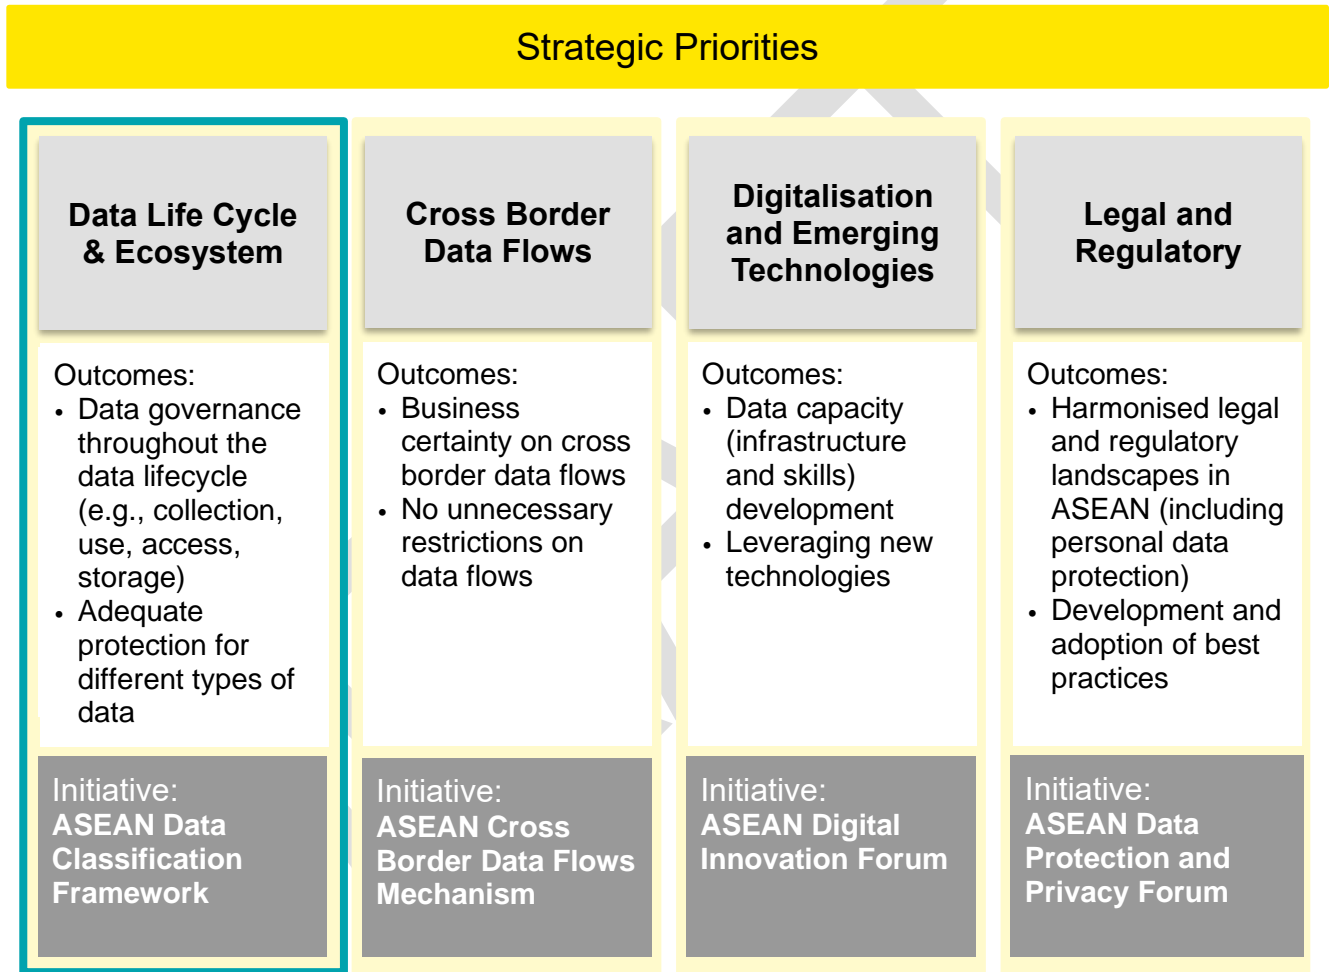 Strategic Priorities
Data Life Cycle
& Ecosystem
Outcomes:
• Data governance
throughout the
data lifecycle
(e.g., collection,
use, access,
storage)
• Adequate
protection for
different types of
data
Initiative:
ASEAN Data
Classification
Framework
Cross Border
Data Flows
Outcomes:
• Business
certainty on cross
border data flows
• No unnecessary
restrictions on
data flows
Initiative:
ASEAN Cross
Border Data Flows
Mechanism
Digitalisation
and Emerging
Technologies
Outcomes:
• Data capacity
(infrastructure
and skills)
development
• Leveraging new
technologies
Initiative:
ASEAN Digital
Innovation Forum
Legal and
Regulatory
Outcomes:
• Harmonised legal
and regulatory
landscapes in
ASEAN (including
personal data
protection)
• Development and
adoption of best
practices
Initiative:
ASEAN Data
Protection and
Privacy Forum